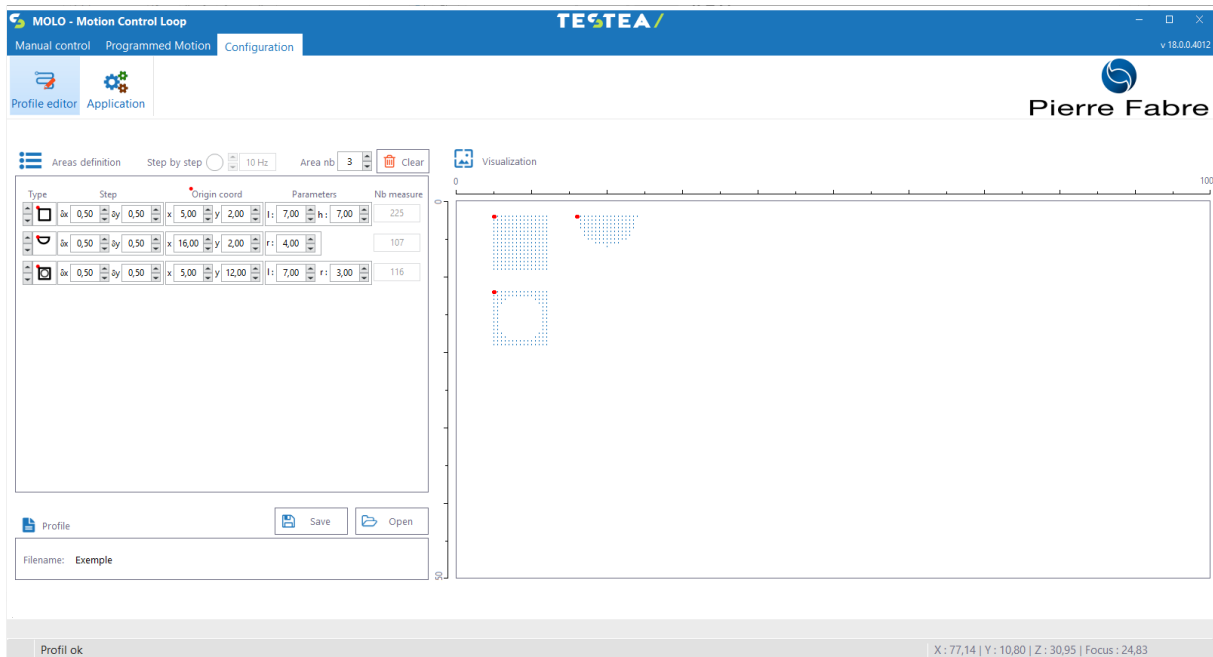 MOLO - Motion Control Loop
TESTEA/
Manual control Programmed Motion Configuration
v 18.0.0.4012
Profile editor Application
Pierre Fabre
Areas definition Step by step 10 Hz Area nb 3 Clear
Visualization
Type Step Origin coord Parameters Nb measure
δx 0,50 δy 0,50 x 5,00 y 2,00 l: 7,00 h: 7,00 225
δx 0,50 δy 0,50 x 16,00 y 2,00 r: 4,00 107
δx 0,50 δy 0,50 x 5,00 y 12,00 l: 7,00 r: 3,00 116
0 100
0
50
Profile Save Open
Filename: Exemple
Profil ok
X : 77,14 | Y : 10,80 | Z : 30,95 | Focus : 24,83